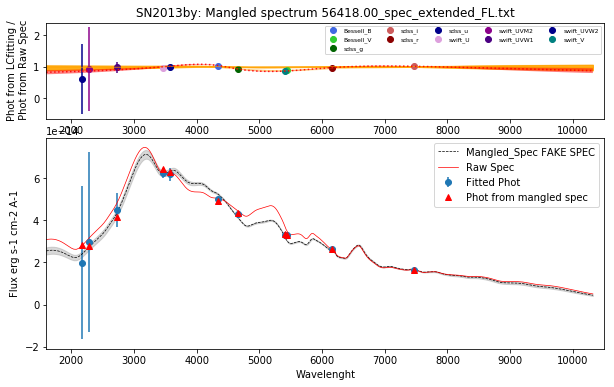 SN2013by: Mangled spectrum 56418.00_spec_extended_FL.txt
Phot from LCfitting /
Phot from Raw Spec
2
1
0
Bessell_B
Bessell_V
sdss_g
sdss_i
sdss_r
sdss_u
swift_U
swift_UVM2
swift_UVW1
swift_UVW2
swift_V
2000 3000 4000 5000 6000 7000 8000 9000 10000
1e−14
Flux erg s-1 cm-2 A-1
6
4
2
0
−2
Mangled_Spec FAKE SPEC
Raw Spec
Fitted Phot
Phot from mangled spec
2000 3000 4000 5000 6000 7000 8000 9000 10000
Wavelenght